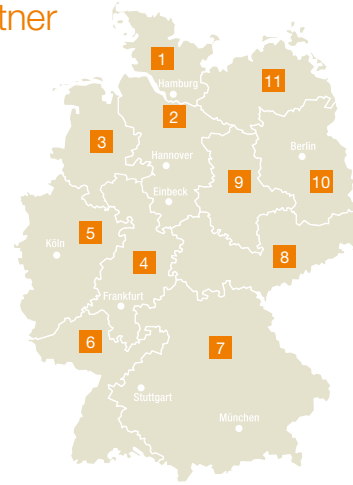 tner
1
Hamburg
11
2
3
Hannover
Berlin
9
10
Einbeck
5
Köln
4
8
Frankfurt
6
7
Stuttgart
München